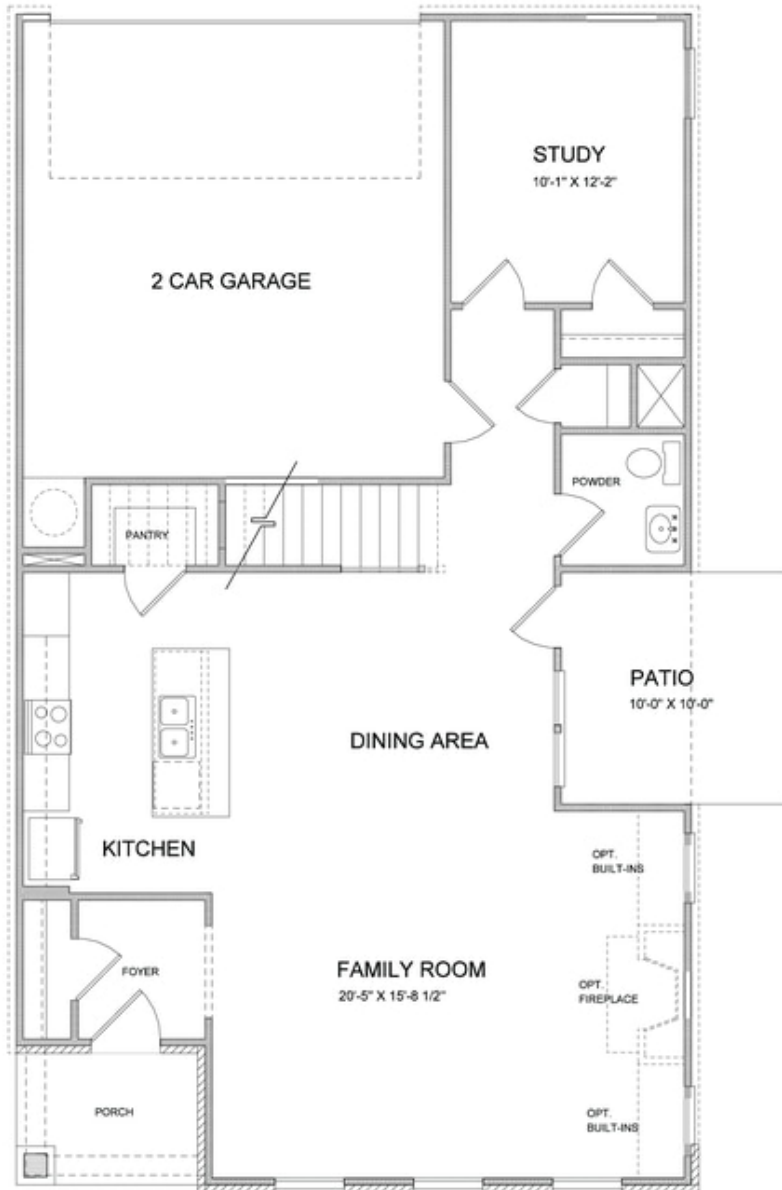 STUDY
10'-1" X 12'-2"
2 CAR GARAGE
POWDER
PANTRY
PATIO
10'-0" X 10'-0"
DINING AREA
KITCHEN
OPT.
BUILT-INS
FOYER
FAMILY ROOM
20'-5" X 15'-8 1/2"
OPT.
FIREPLACE
PORCH
OPT.
BUILT-INS